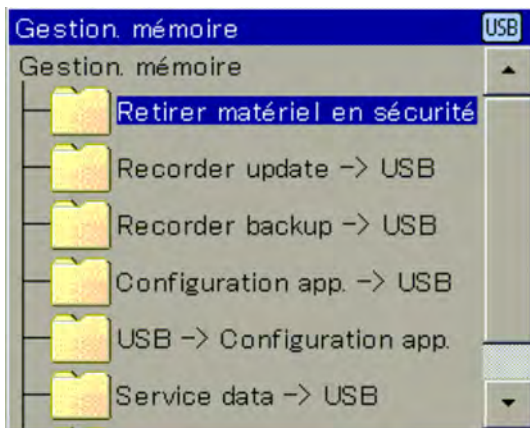 Gestion. mémoire
USB
Gestion. mémoire
Retirer matériel en sécurité
Recorder update -> USB
Recorder backup -> USB
Configuration app. -> USB
USB -> Configuration app.
Service data -> USB